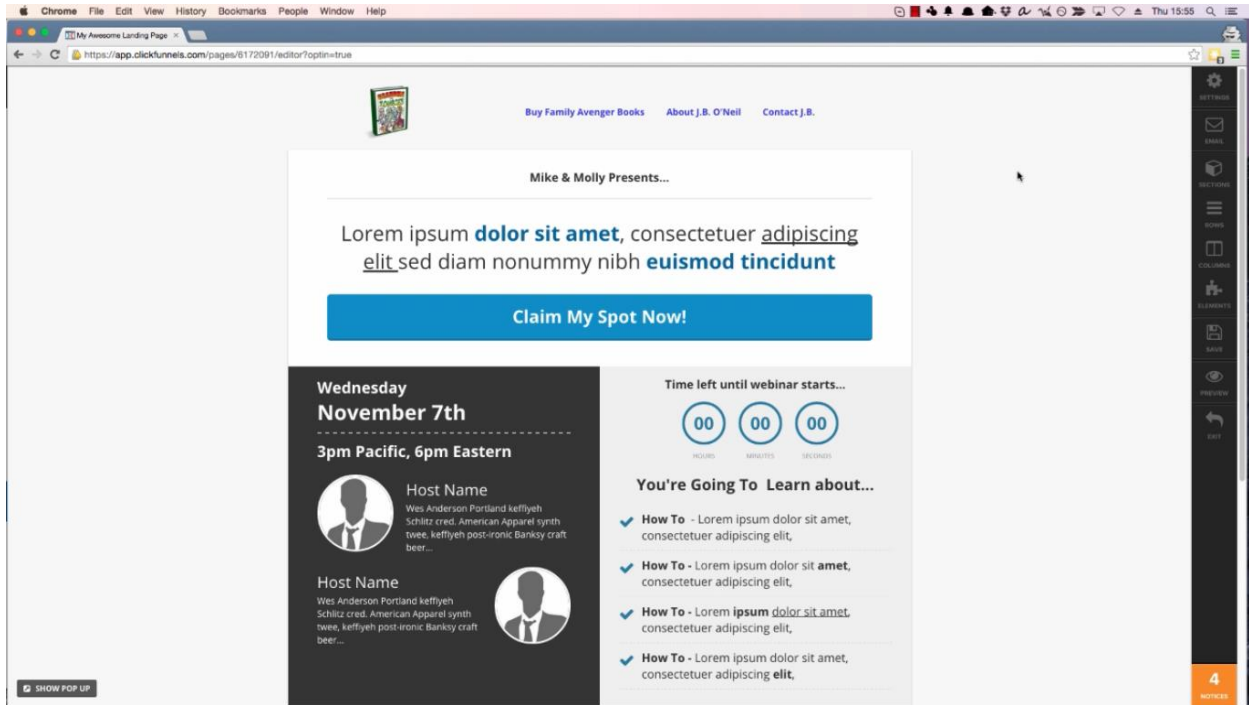 Chrome File Edit View History Bookmarks People Window Help
Thu 15:55
My Awesome Landing Page
https://app.clickfunnels.com/pages/6172091/editor?optin=true
Buy Family Avenger Books About J.B. O'Neil Contact J.B.
Mike & Molly Presents...
Lorem ipsum dolor sit amet, consectetuer adipiscing
elit sed diam nonummy nibh euismod tincidunt
Claim My Spot Now!
Wednesday
November 7th
3pm Pacific, 6pm Eastern
Host Name
Wes Anderson Portland keffiyeh
Schlitz cred. American Apparel synth
twee, keffiyeh post-ironic Banksy craft
beer...
Host Name
Wes Anderson Portland keffiyeh
Schlitz cred. American Apparel synth
twee, keffiyeh post-ironic Banksy craft
beer...
Time left until webinar starts...
00 00 00
HOURS MINUTES SECONDS
You're Going To Learn about...
How To - Lorem ipsum dolor sit amet,
consectetuer adipiscing elit,
How To - Lorem ipsum dolor sit amet,
consectetuer adipiscing elit,
How To - Lorem ipsum dolor sit amet,
consectetuer adipiscing elit,
How To - Lorem ipsum dolor sit amet,
consectetuer adipiscing elit,
SETTINGS
EMAIL
SECTIONS
ROWS
COLUMNS
ELEMENTS
SAVE
PREVIEW
EXIT
4
NOTICES
SHOW POP UP